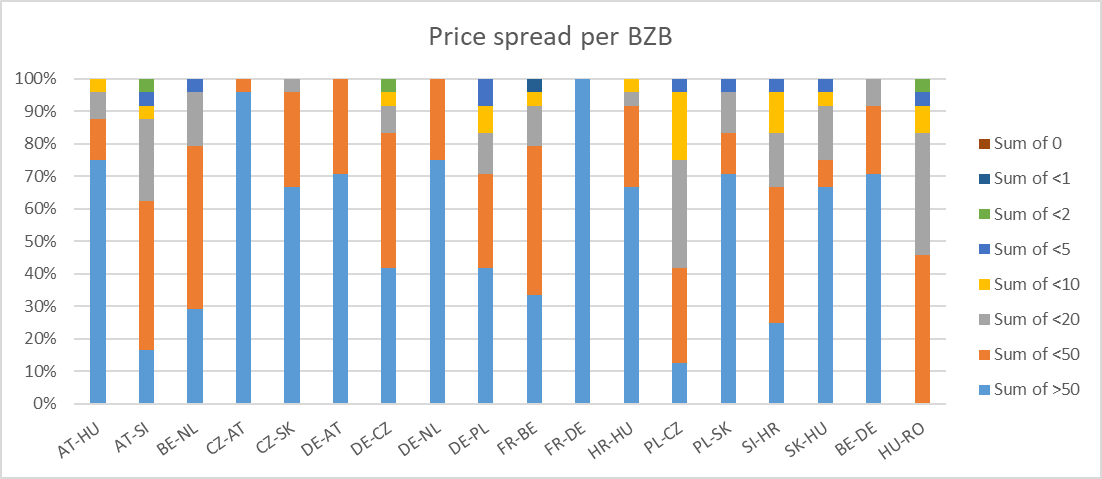 Price spread per BZB
100%
90%
80%
70%
60%
50%
40%
30%
20%
10%
0%
AT-HU
AT-SI
BE-NL
CZ-AT
CZ-SK
DE-AT
DE-CZ
DE-NL
DE-PL
FR-BE
FR-DE
HR-HU
PL-CZ
PL-SK
SI-HR
SK-HU
BE-DE
HU-RO
Sum of 0
Sum of <1
Sum of <2
Sum of <5
Sum of <10
Sum of <20
Sum of <50
Sum of >50